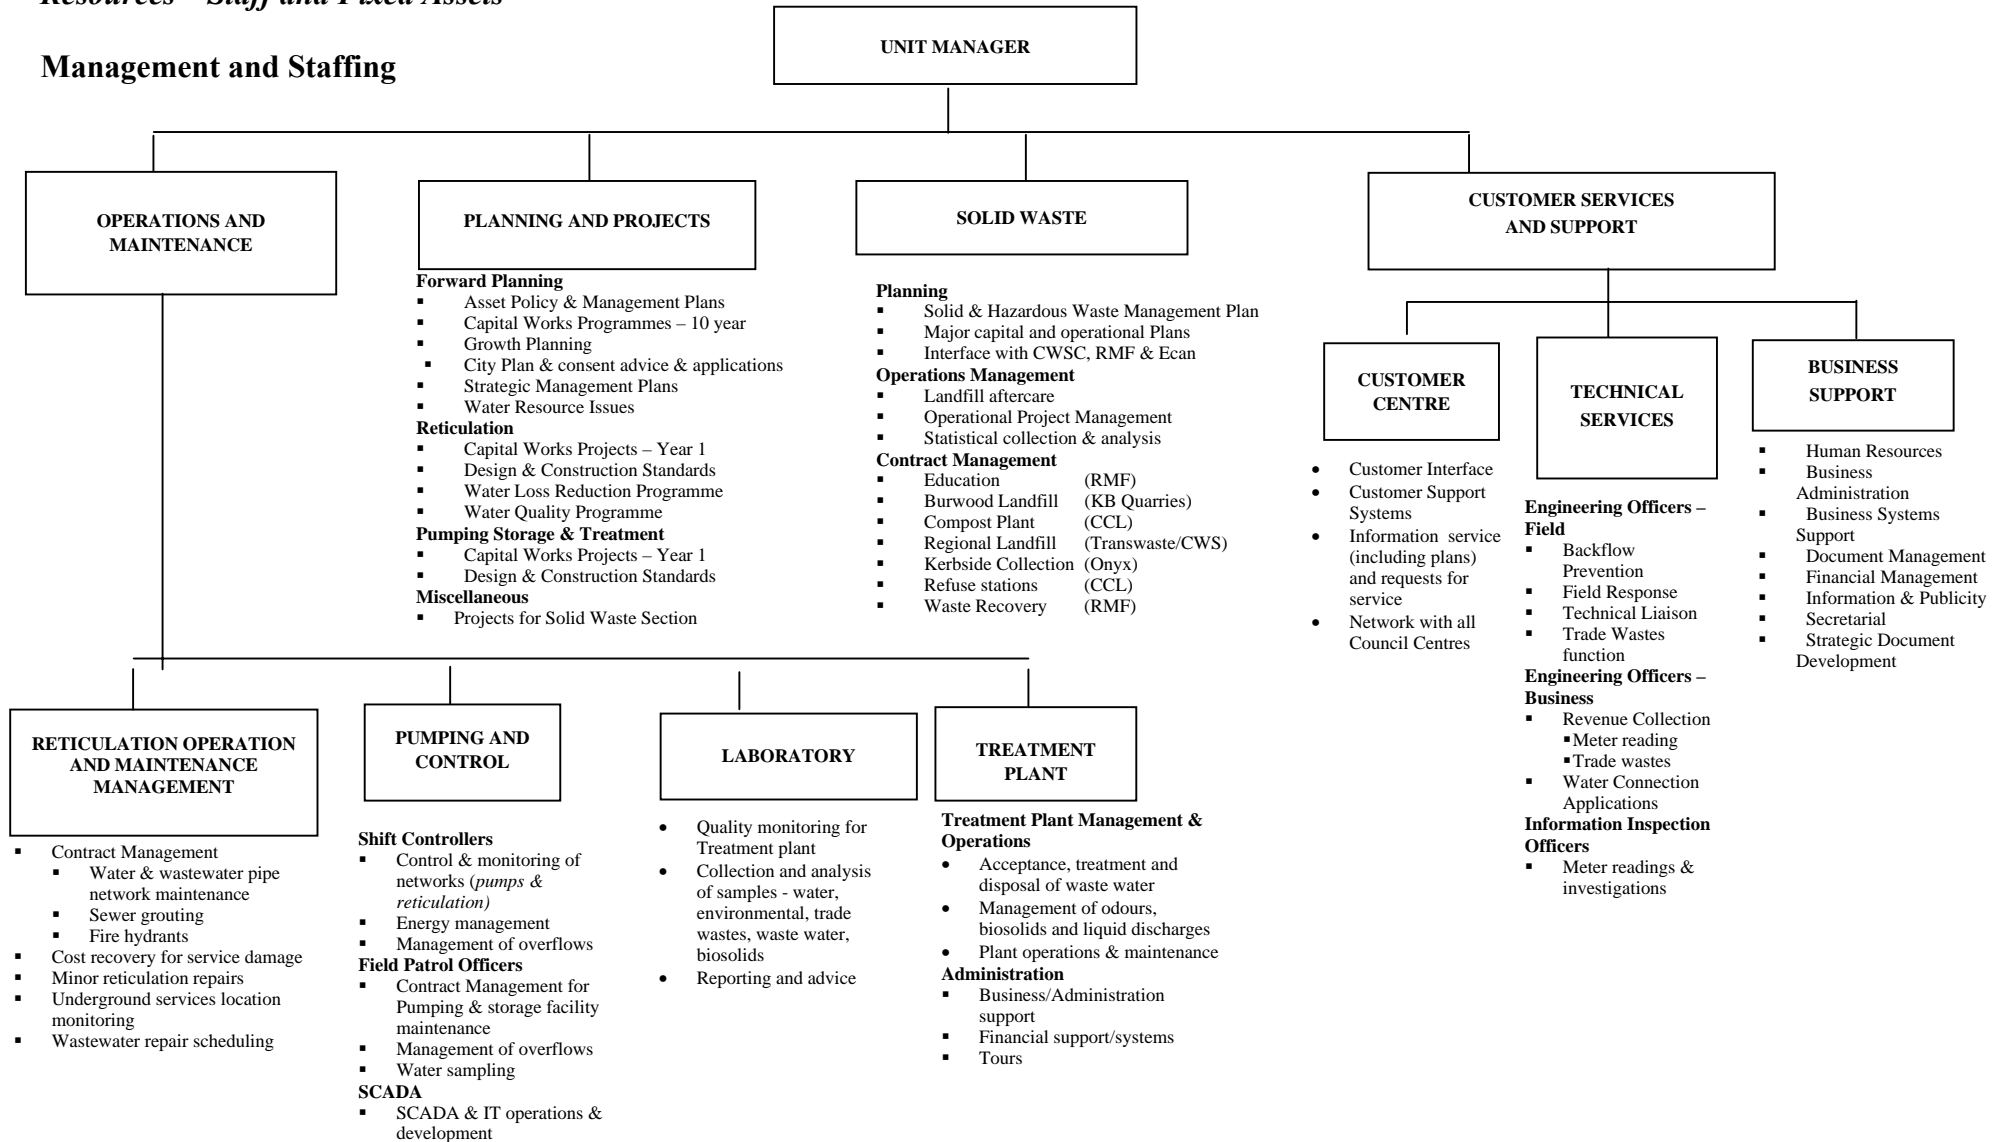 Resources – Staff and Fixed Assets
Management and Staffing
UNIT MANAGER
OPERATIONS AND
MAINTENANCE
PLANNING AND PROJECTS
Forward Planning
▪ Asset Policy & Management Plans
▪ Capital Works Programmes – 10 year
▪ Growth Planning
▪ City Plan & consent advice & applications
▪ Strategic Management Plans
▪ Water Resource Issues
Reticulation
▪ Capital Works Projects – Year 1
▪ Design & Construction Standards
▪ Water Loss Reduction Programme
▪ Water Quality Programme
Pumping Storage & Treatment
▪ Capital Works Projects – Year 1
▪ Design & Construction Standards
Miscellaneous
▪ Projects for Solid Waste Section
SOLID WASTE
Planning
▪ Solid & Hazardous Waste Management Plan
▪ Major capital and operational Plans
▪ Interface with CWSC, RMF & Ecan
Operations Management
▪ Landfill aftercare
▪ Operational Project Management
▪ Statistical collection & analysis
Contract Management
▪ Education (RMF)
▪ Burwood Landfill (KB Quarries)
▪ Compost Plant (CCL)
▪ Regional Landfill (Transwaste/CWS)
▪ Kerbside Collection (Onyx)
▪ Refuse stations (CCL)
▪ Waste Recovery (RMF)
CUSTOMER SERVICES
AND SUPPORT
CUSTOMER
CENTRE
• Customer Interface
• Customer Support
Systems
• Information service
(including plans)
and requests for
service
• Network with all
Council Centres
TECHNICAL
SERVICES
Engineering Officers –
Field
▪ Backflow
Prevention
▪ Field Response
▪ Technical Liaison
▪ Trade Wastes
function
Engineering Officers –
Business
▪ Revenue Collection
▪ Meter reading
▪ Trade wastes
▪ Water Connection
Applications
Information Inspection
Officers
▪ Meter readings &
investigations
BUSINESS
SUPPORT
▪ Human Resources
▪ Business
Administration
▪ Business Systems
Support
▪ Document Management
▪ Financial Management
▪ Information & Publicity
▪ Secretarial
▪ Strategic Document
Development
RETICULATION OPERATION
AND MAINTENANCE
MANAGEMENT
▪ Contract Management
▪ Water & wastewater pipe
network maintenance
▪ Sewer grouting
▪ Fire hydrants
▪ Cost recovery for service damage
▪ Minor reticulation repairs
▪ Underground services location
monitoring
▪ Wastewater repair scheduling
PUMPING AND
CONTROL
Shift Controllers
▪ Control & monitoring of
networks (pumps &
reticulation)
▪ Energy management
▪ Management of overflows
Field Patrol Officers
▪ Contract Management for
Pumping & storage facility
maintenance
▪ Management of overflows
▪ Water sampling
SCADA
▪ SCADA & IT operations &
development
LABORATORY
• Quality monitoring for
Treatment plant
• Collection and analysis
of samples - water,
environmental, trade
wastes, waste water,
biosolids
• Reporting and advice
TREATMENT
PLANT
Treatment Plant Management &
Operations
• Acceptance, treatment and
disposal of waste water
• Management of odours,
biosolids and liquid discharges
• Plant operations & maintenance
Administration
▪ Business/Administration
support
▪ Financial support/systems
▪ Tours